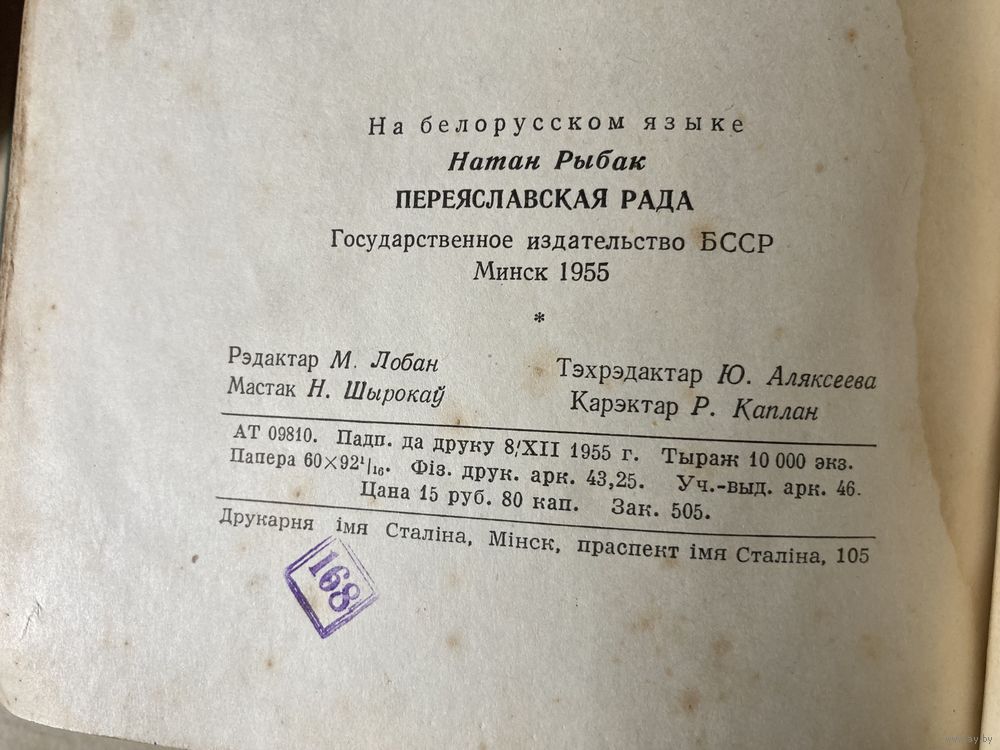 На белорусском языке
Натан Рыбак
ПЕРЕЯСЛАВСКАЯ РАДА
Государственное издательство БССР
Минск 1955
*
Рэдактар М. Лобан Тэхрэдактар Ю. Аляксеева
Мастак Н. Шырокаў Карэктар Р. Каплан
АТ 09810. Падп. да друку 8/XII 1955 г. Тыраж 10 000 экз.
Папера 60×92¹/₁₆. Фіз. друк. арк. 43,25. Уч.-выд. арк. 46.
Цана 15 руб. 80 кап. Зак. 505.
Друкарня імя Сталіна, Мінск, праспект імя Сталіна, 105
168